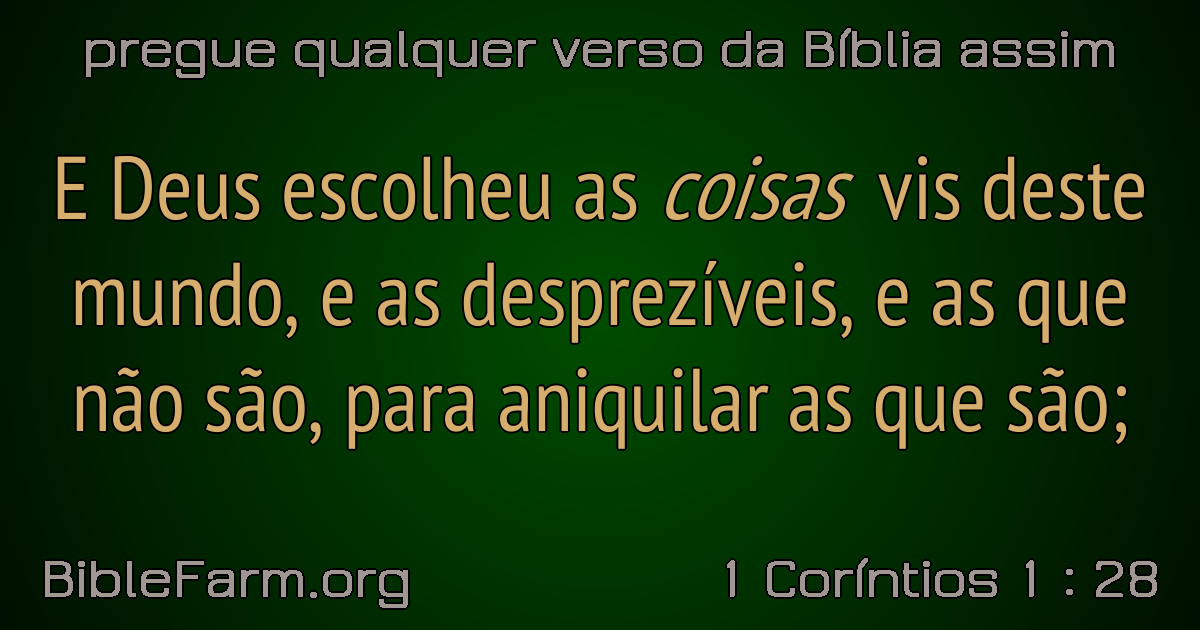 pregue qualquer verso da Bíblia assim
E Deus escolheu as coisas vis deste
mundo, e as desprezíveis, e as que
não são, para aniquilar as que são;
BibleFarm.org
1 Coríntios 1 : 28